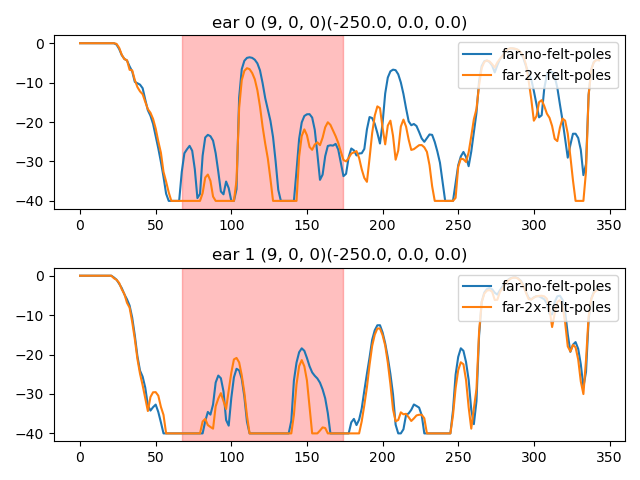 ear 0 (9, 0, 0)(-250.0, 0.0, 0.0)
0
−10
−20
−30
−40
far-no-felt-poles
far-2x-felt-poles
0 50 100 150 200 250 300 350
ear 1 (9, 0, 0)(-250.0, 0.0, 0.0)
0
−10
−20
−30
−40
far-no-felt-poles
far-2x-felt-poles
0 50 100 150 200 250 300 350